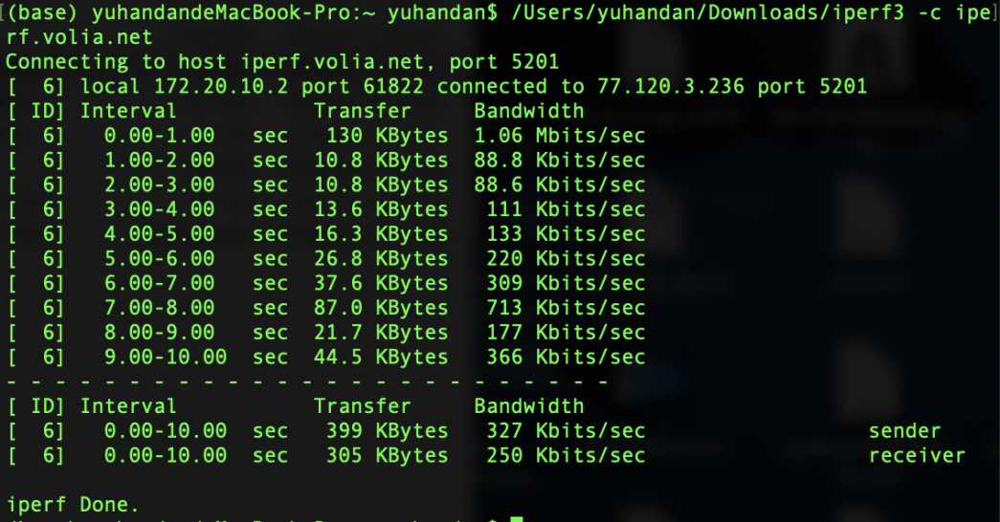 [(base) yuhandandeMacBook-Pro:~ yuhandan$ /Users/yuhandan/Downloads/iperf3 -c ipe]
rf.volia.net
Connecting to host iperf.volia.net, port 5201
[  6] local 172.20.10.2 port 61822 connected to 77.120.3.236 port 5201
[ ID] Interval           Transfer     Bandwidth
[  6]   0.00-1.00   sec   130 KBytes  1.06 Mbits/sec
[  6]   1.00-2.00   sec  10.8 KBytes  88.8 Kbits/sec
[  6]   2.00-3.00   sec  10.8 KBytes  88.6 Kbits/sec
[  6]   3.00-4.00   sec  13.6 KBytes   111 Kbits/sec
[  6]   4.00-5.00   sec  16.3 KBytes   133 Kbits/sec
[  6]   5.00-6.00   sec  26.8 KBytes   220 Kbits/sec
[  6]   6.00-7.00   sec  37.6 KBytes   309 Kbits/sec
[  6]   7.00-8.00   sec  87.0 KBytes   713 Kbits/sec
[  6]   8.00-9.00   sec  21.7 KBytes   177 Kbits/sec
[  6]   9.00-10.00  sec  44.5 KBytes   366 Kbits/sec
- - - - - - - - - - - - - - - - - - - - - - - - -
[ ID] Interval           Transfer     Bandwidth
[  6]   0.00-10.00  sec   399 KBytes   327 Kbits/sec                  sender
[  6]   0.00-10.00  sec   305 KBytes   250 Kbits/sec                  receiver
iperf Done.